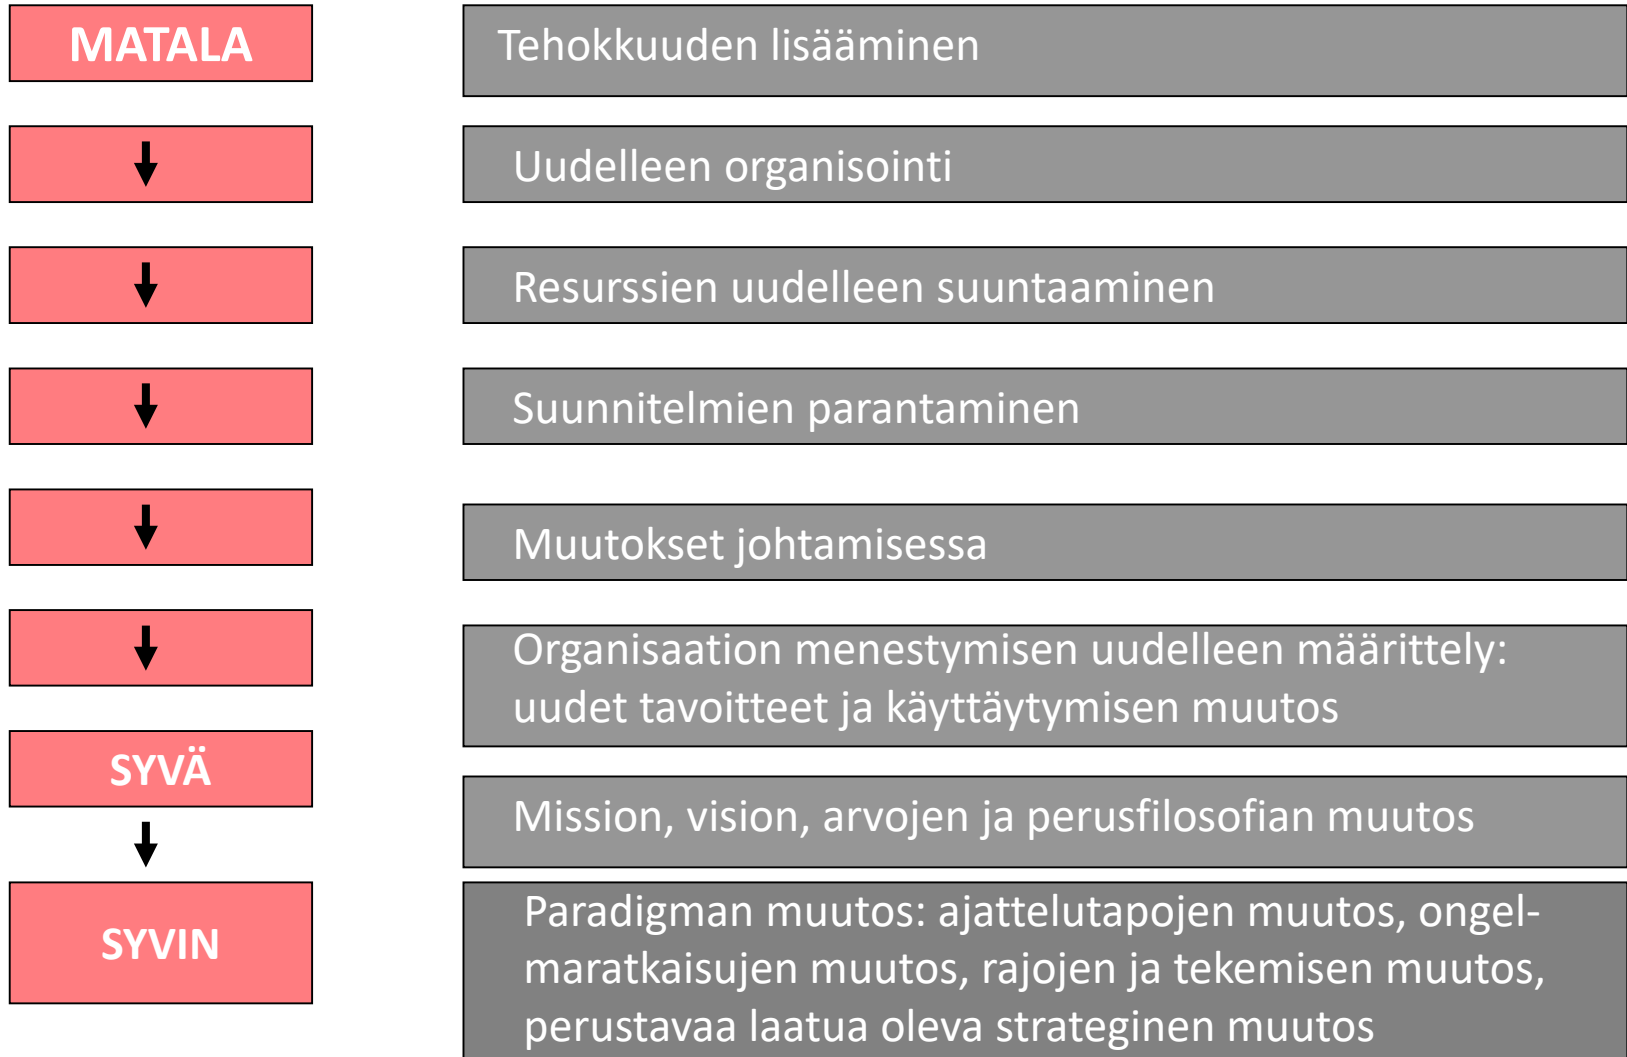 MATALA
Tehokkuuden lisääminen
Uudelleen organisointi
Resurssien uudelleen suuntaaminen
Suunnitelmien parantaminen
Muutokset johtamisessa
Organisaation menestymisen uudelleen määrittely:
uudet tavoitteet ja käyttäytymisen muutos
SYVÄ
Mission, vision, arvojen ja perusfilosofian muutos
SYVIN
Paradigman muutos: ajattelutapojen muutos, ongel-
maratkaisujen muutos, rajojen ja tekemisen muutos,
perustavaa laatua oleva strateginen muutos